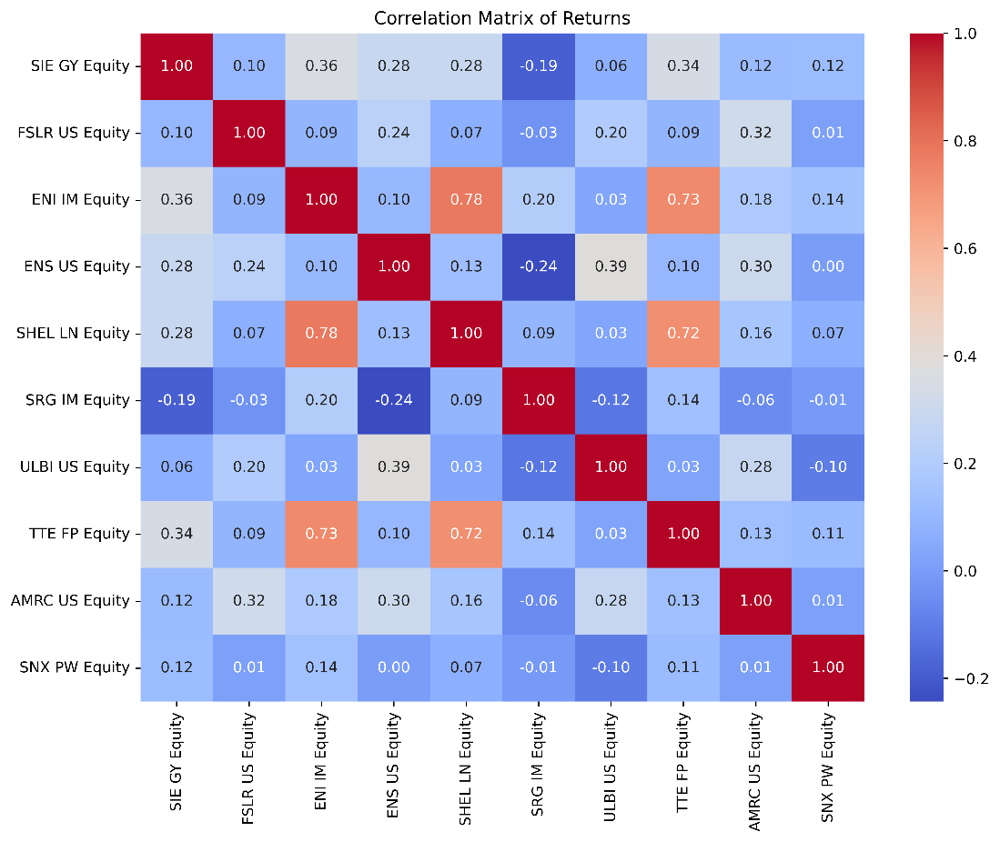 Correlation Matrix of Returns
SIE GY Equity 1.00 0.10 0.36 0.28 0.28 -0.19 0.06 0.34 0.12 0.12
FSLR US Equity 0.10 1.00 0.09 0.24 0.07 -0.03 0.20 0.09 0.32 0.01
ENI IM Equity 0.36 0.09 1.00 0.10 0.78 0.20 0.03 0.73 0.18 0.14
ENS US Equity 0.28 0.24 0.10 1.00 0.13 -0.24 0.39 0.10 0.30 0.00
SHEL LN Equity 0.28 0.07 0.78 0.13 1.00 0.09 0.03 0.72 0.16 0.07
SRG IM Equity -0.19 -0.03 0.20 -0.24 0.09 1.00 -0.12 0.14 -0.06 -0.01
ULBI US Equity 0.06 0.20 0.03 0.39 0.03 -0.12 1.00 0.03 0.28 -0.10
TTE FP Equity 0.34 0.09 0.73 0.10 0.72 0.14 0.03 1.00 0.13 0.11
AMRC US Equity 0.12 0.32 0.18 0.30 0.16 -0.06 0.28 0.13 1.00 0.01
SNX PW Equity 0.12 0.01 0.14 0.00 0.07 -0.01 -0.10 0.11 0.01 1.00
SIE GY Equity
FSLR US Equity
ENI IM Equity
ENS US Equity
SHEL LN Equity
SRG IM Equity
ULBI US Equity
TTE FP Equity
AMRC US Equity
SNX PW Equity
1.0
0.8
0.6
0.4
0.2
0.0
−0.2